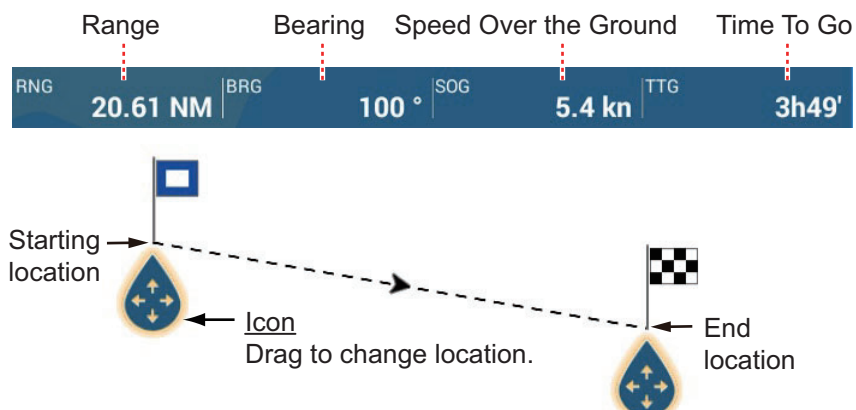 Range Bearing Speed Over the Ground Time To Go
RNG 20.61 NM BRG 100 ° SOG 5.4 kn TTG 3h49'
Starting
location
Icon
Drag to change location.
End
location